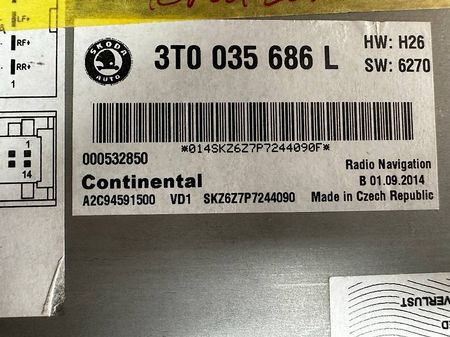 LF+
RF+
RR+
1
14
ŠKODA
AUTO
3T0 035 686 L
HW: H26
SW: 6270
*014SKZ6Z7P7244090F*
000532850
Radio Navigation
Continental
B 01.09.2014
A2C94591500 VD1 SKZ6Z7P7244090
Made in Czech Republic
VERLUST